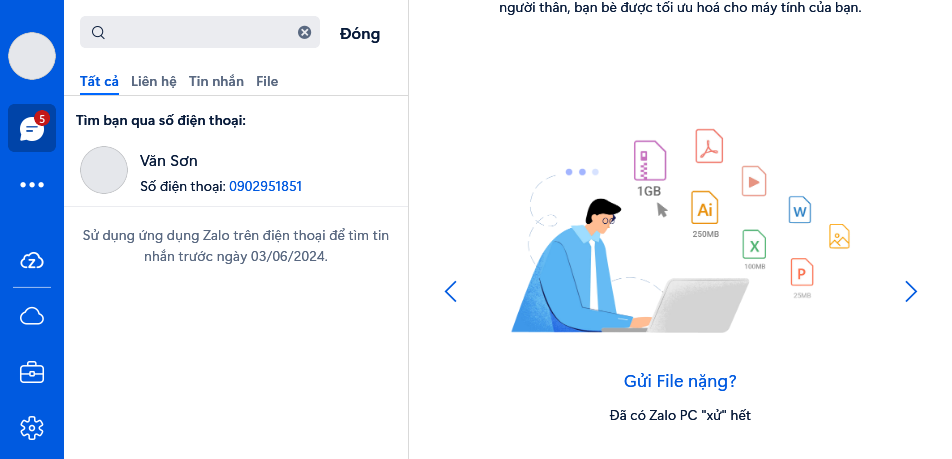 người thân, bạn bè được tối ưu hoá cho máy tính của bạn.
Đóng
Tất cả Liên hệ Tin nhắn File
5
Tìm bạn qua số điện thoại:
Văn Sơn
Số điện thoại: 0902951851
Sử dụng ứng dụng Zalo trên điện thoại để tìm tin
nhắn trước ngày 03/06/2024.
Z
1GB
Ai
250MB
W
X
100MB
P
25MB
Gửi File nặng?
Đã có Zalo PC "xử" hết